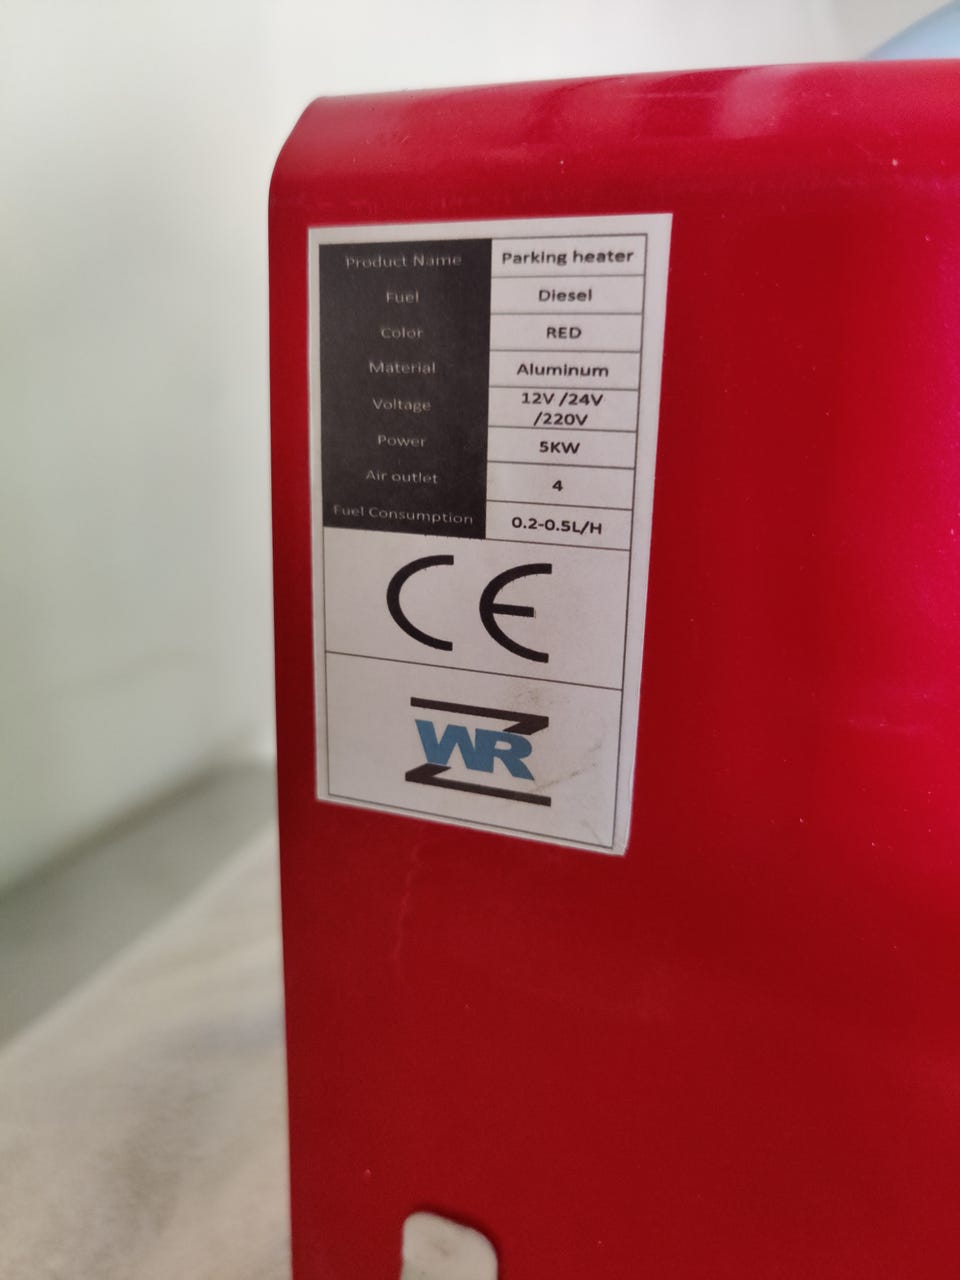 Product Name Parking heater
Fuel Diesel
Color RED
Material Aluminum
Voltage 12V /24V
/220V
Power 5KW
Air outlet 4
Fuel Consumption 0.2-0.5L/H
CE
WR